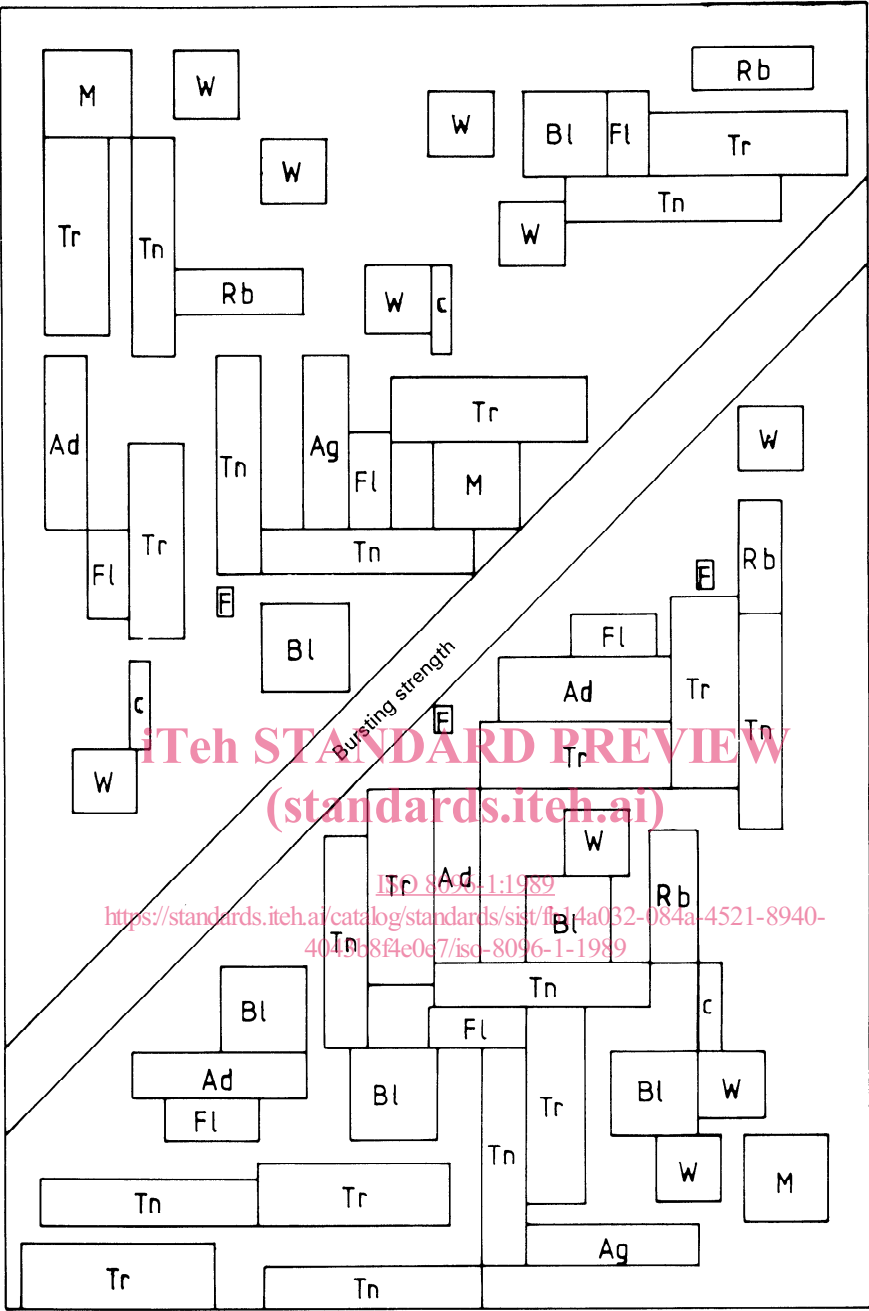 Rb
M
W
W
Bl
Fl
Tr
W
Tn
Tr
Tn
W
Rb
W
c
Tr
W
Ad
Tn
Ag
Fl
M
Tr
Tn
Rb
Fl
F
F
Fl
Bl
Bursting strength
Ad
Tr
c
F
Tn
iTeh STANDARD PREVIEW
Tr
W
(standards.iteh.ai)
W
Tr
Ad
ISO 8096-1:1989
Rb
https://standards.iteh.ai/catalog/standards/sist/fb14a032-084a-4521-8940-
Bl
Tn
4043b8f4e0e7/iso-8096-1-1989
Tn
Bl
c
Fl
Ad
Bl
Tr
Bl
W
Fl
Tn
W
M
Tn
Tr
Ag
Tr
Tn